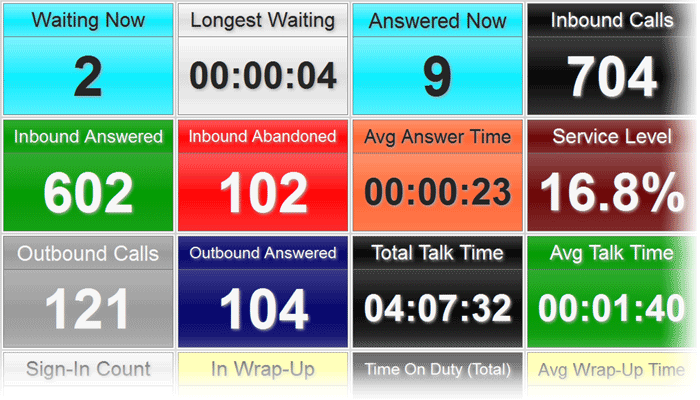 Waiting Now
2
Longest Waiting
00:00:04
Answered Now
9
Inbound Calls
704
Inbound Answered
602
Inbound Abandoned
102
Avg Answer Time
00:00:23
Service Level
16.8%
Outbound Calls
121
Outbound Answered
104
Total Talk Time
04:07:32
Avg Talk Time
00:01:40
Sign-In Count
In Wrap-Up
Time On Duty (Total)
Avg Wrap-Up Time